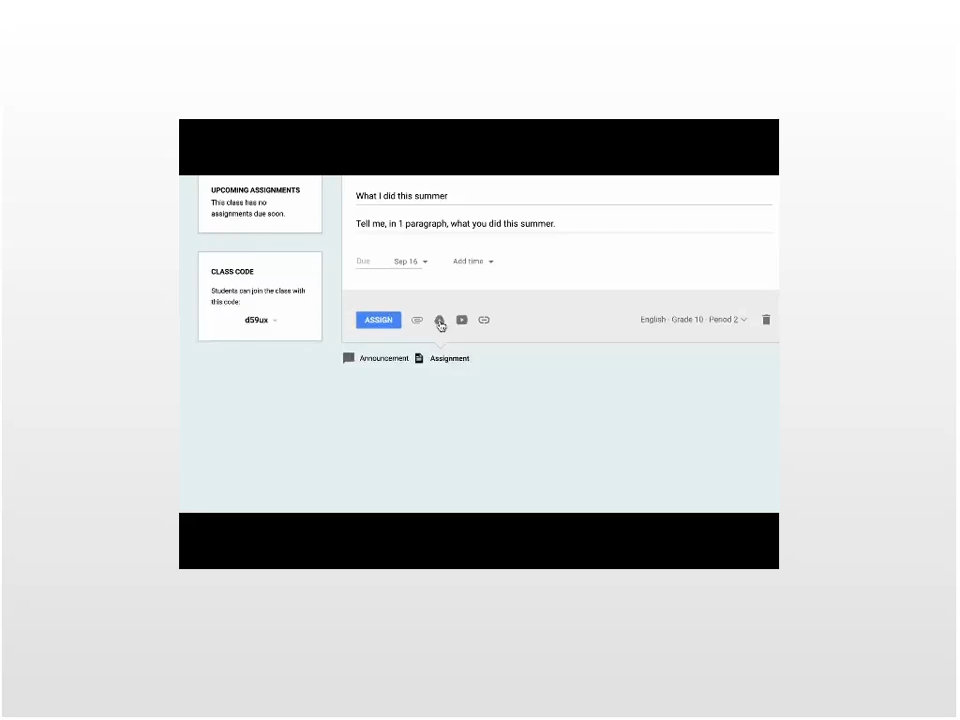 UPCOMING ASSIGNMENTS
This class has no
assignments due soon.
CLASS CODE
Students can join the class with
this code:
d59ux
What I did this summer
Tell me, in 1 paragraph, what you did this summer.
Due Sep 16 Add time
ASSIGN English - Grade 10 - Period 2
Announcement Assignment